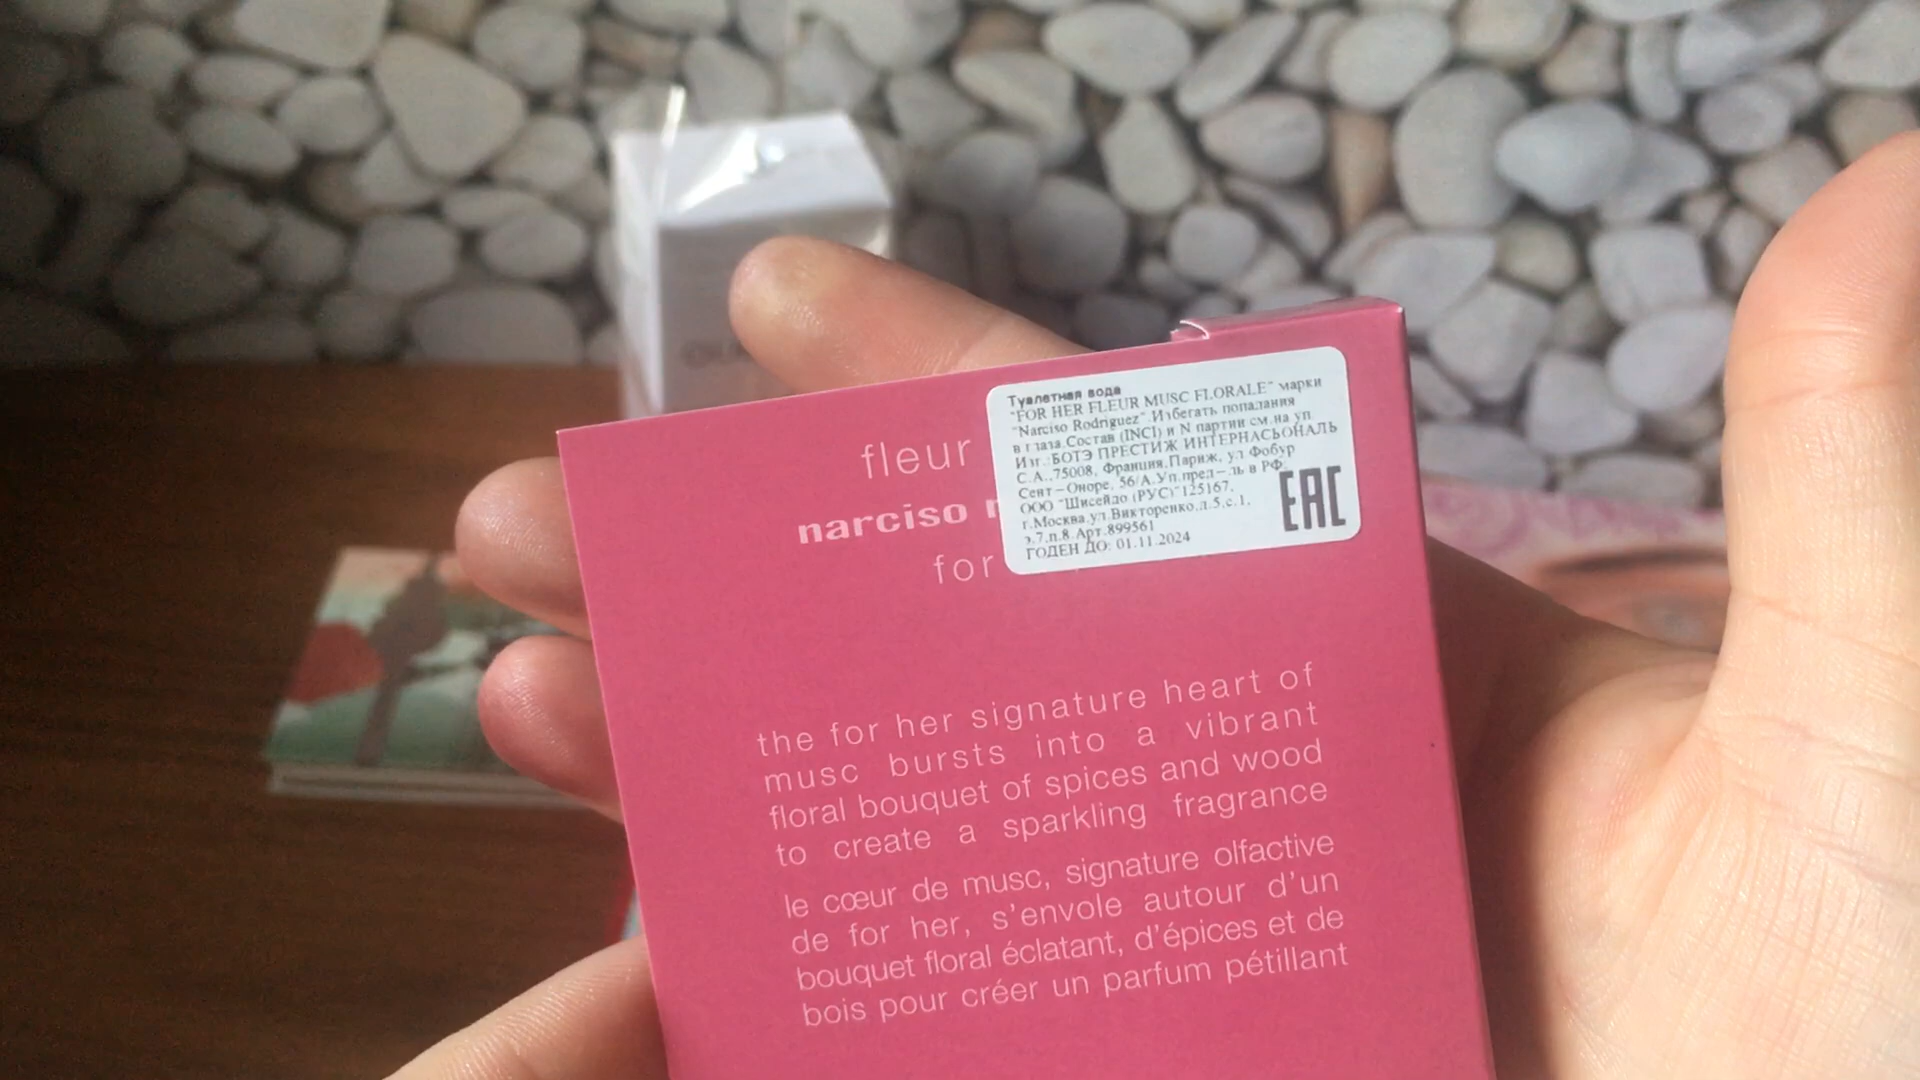 fleur
narciso
for
Туалетная вода
"FOR HER FLEUR MUSC FLORALE" марки
"Narciso Rodriguez" Избегать попадания
в глаза.Состав (INCI) и N партии см.на уп.
Изг.:БОТЭ ПРЕСТИЖ ИНТЕРНАСЬОНАЛЬ
С.А.,75008, Франция,Париж, ул Фобур
Сент-Оноре, 56/А.Уп.пред-ль в РФ:
ООО "Шисейдо (РУС)"125167,
г.Москва,ул.Викторенко,д.5,с.1,
э.7,п.8.Арт.899561
ГОДЕН ДО: 01.11.2024
EAC
the for her signature heart of
musc bursts into a vibrant
floral bouquet of spices and wood
to create a sparkling fragrance
le cœur de musc, signature olfactive
de for her, s'envole autour d'un
bouquet floral éclatant, d'épices et de
bois pour créer un parfum pétillant